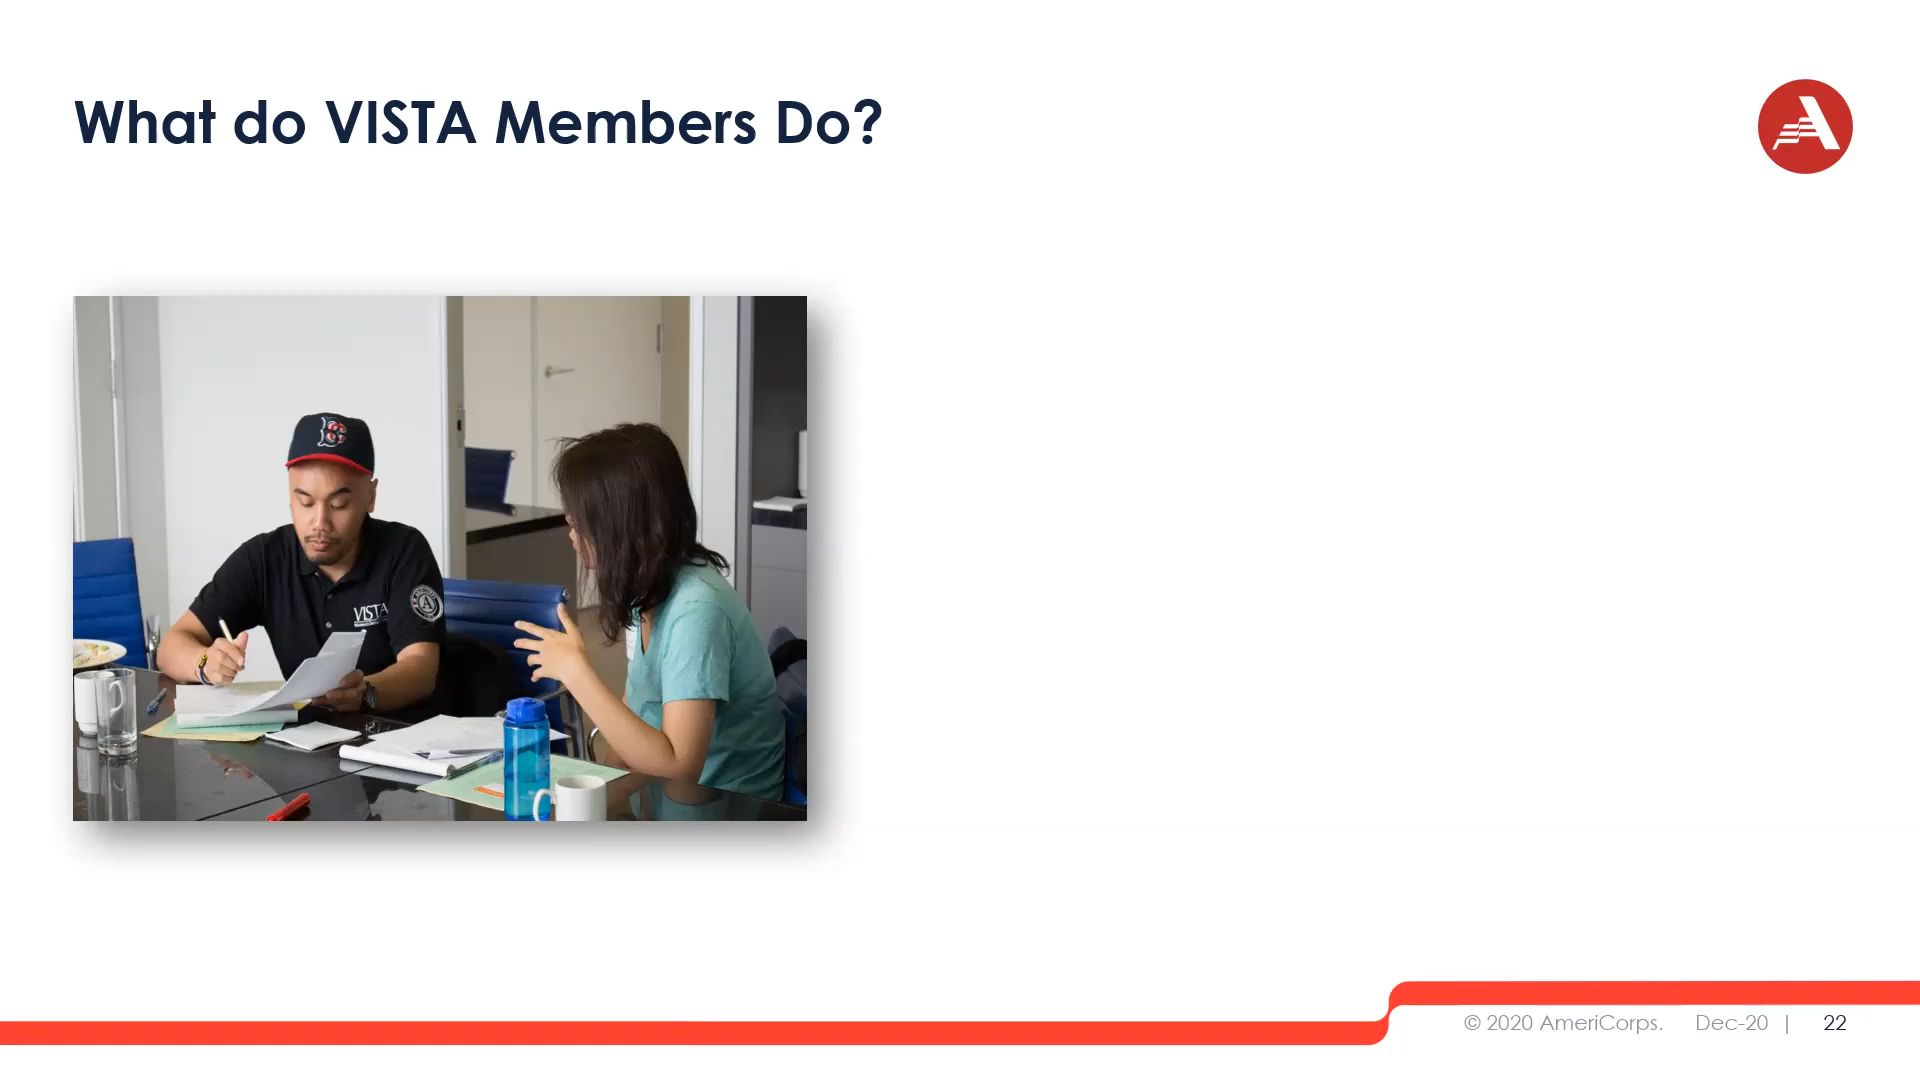 What do VISTA Members Do?
B
VISTA
© 2020 AmeriCorps. Dec-20 | 22